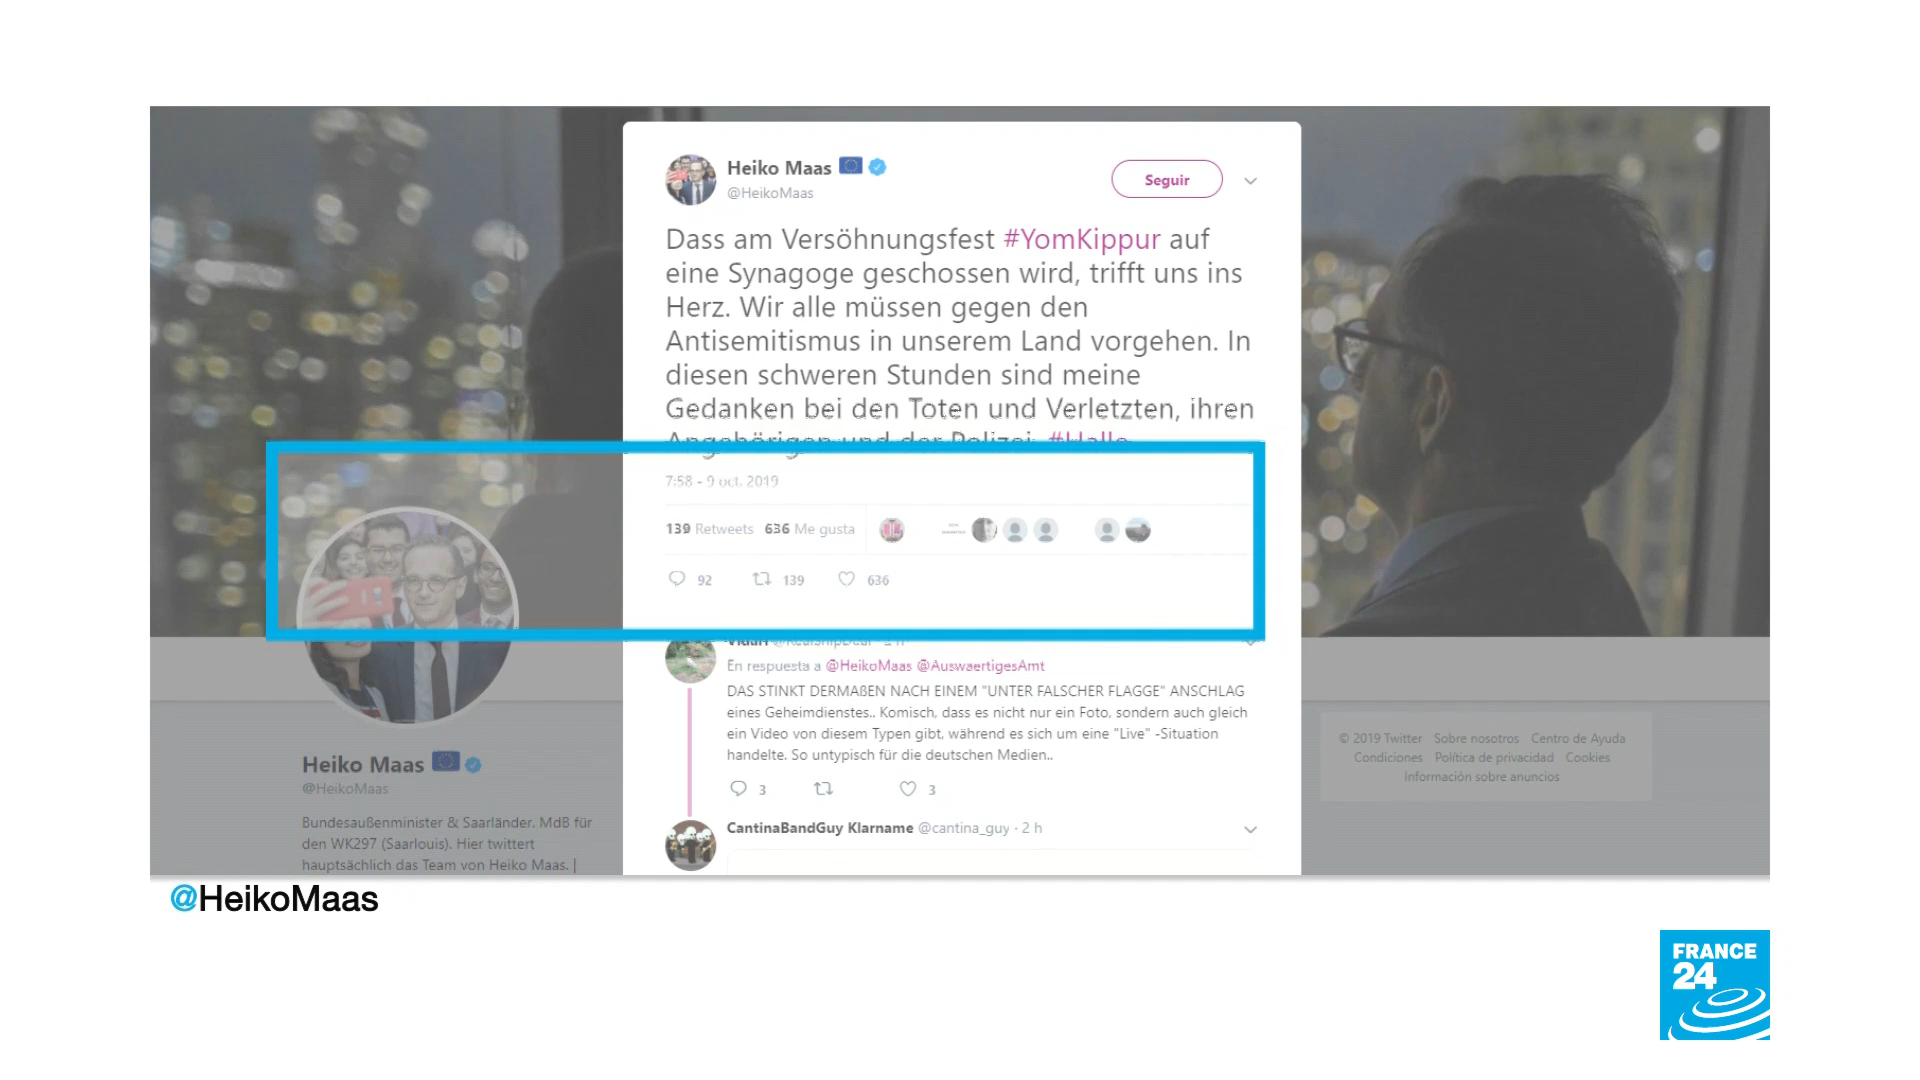 Heiko Maas
@HeikoMaas
Seguir
Dass am Versöhnungsfest #YomKippur auf
eine Synagoge geschossen wird, trifft uns ins
Herz. Wir alle müssen gegen den
Antisemitismus in unserem Land vorgehen. In
diesen schweren Stunden sind meine
Gedanken bei den Toten und Verletzten, ihren
Angehörigen und der Polizei. #Halle
7:58 - 9 oct. 2019
139 Retweets 636 Me gusta
92 139 636
En respuesta a @HeikoMaas @AuswaertigesAmt
DAS STINKT DERMAßEN NACH EINEM "UNTER FALSCHER FLAGGE" ANSCHLAG
eines Geheimdienstes.. Komisch, dass es nicht nur ein Foto, sondern auch gleich
ein Video von diesem Typen gibt, während es sich um eine "Live" -Situation
handelte. So untypisch für die deutschen Medien..
3 3
CantinaBandGuy Klarname @cantina_guy · 2 h
Heiko Maas
@HeikoMaas
Bundesaußenminister & Saarländer. MdB für
den WK297 (Saarlouis). Hier twittert
hauptsächlich das Team von Heiko Maas. |
© 2019 Twitter Sobre nosotros Centro de Ayuda
Condiciones Política de privacidad Cookies
Información sobre anuncios
@HeikoMaas
FRANCE
24